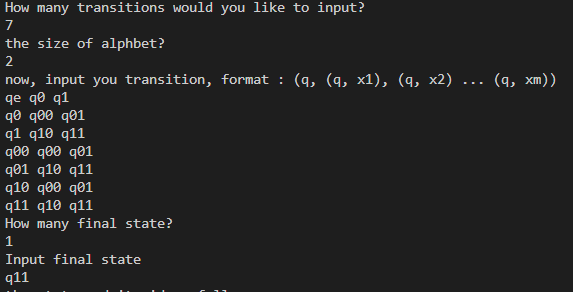 How many transitions would you like to input?
7
the size of alphbet?
2
now, input you transition, format : (q, (q, x1), (q, x2) ... (q, xm))
qe q0 q1
q0 q00 q01
q1 q10 q11
q00 q00 q01
q01 q10 q11
q10 q00 q01
q11 q10 q11
How many final state?
1
Input final state
q11